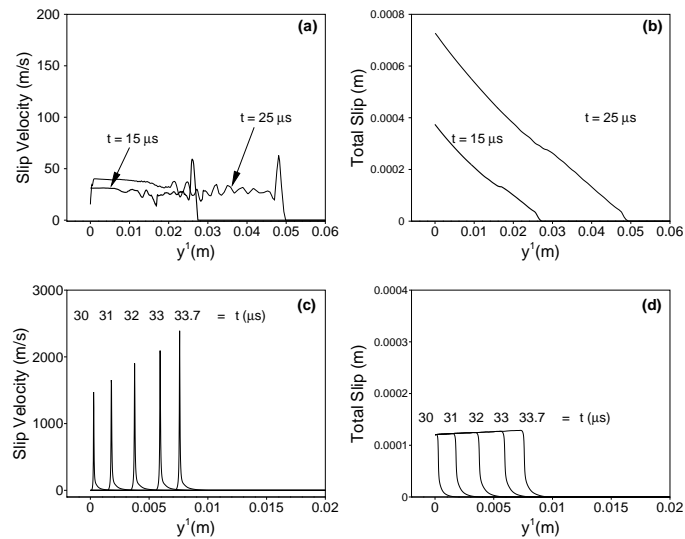 (a)
200
150
100
50
0
Slip Velocity (m/s)
t = 15 μs
t = 25 μs
0 0.01 0.02 0.03 0.04 0.05 0.06
y¹(m)
(b)
0.0008
0.0006
0.0004
0.0002
0
Total Slip (m)
t = 15 μs
t = 25 μs
0 0.01 0.02 0.03 0.04 0.05 0.06
y¹(m)
(c)
3000
2000
1000
0
Slip Velocity (m/s)
30 31 32 33 33.7 = t (μs)
0 0.005 0.01 0.015 0.02
y¹(m)
(d)
0.0004
0.0003
0.0002
0.0001
0
Total Slip (m)
30 31 32 33 33.7 = t (μs)
0 0.005 0.01 0.015 0.02
y¹(m)